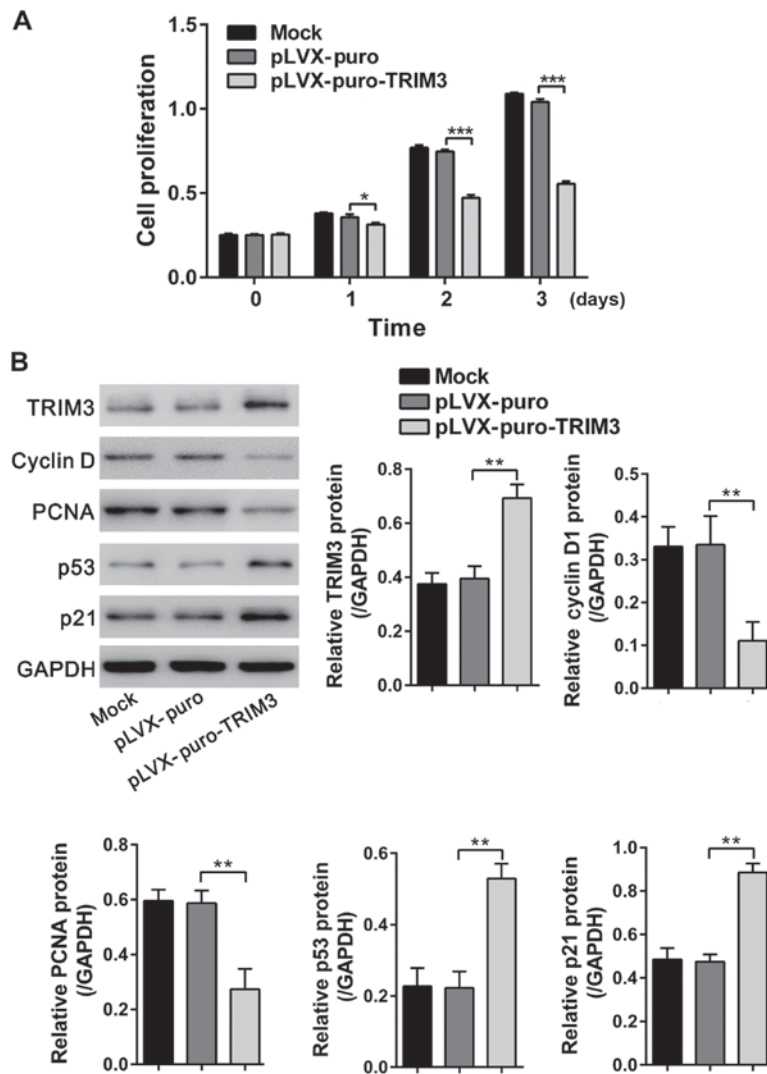 A
Mock
pLVX-puro
pLVX-puro-TRIM3
Cell proliferation
1.5
1.0
0.5
0.0
*
***
***
0 1 2 3 (days)
Time
B
TRIM3
Cyclin D
PCNA
p53
p21
GAPDH
Mock
pLVX-puro
pLVX-puro-TRIM3
Mock
pLVX-puro
pLVX-puro-TRIM3
Relative TRIM3 protein
(/GAPDH)
0.8
0.6
0.4
0.2
0.0
**
Relative cyclin D1 protein
(/GAPDH)
0.5
0.4
0.3
0.2
0.1
0.0
**
Relative PCNA protein
(/GAPDH)
0.8
0.6
0.4
0.2
0.0
**
Relative p53 protein
(/GAPDH)
0.6
0.4
0.2
0.0
**
Relative p21 protein
(/GAPDH)
1.0
0.8
0.6
0.4
0.2
0.0
**